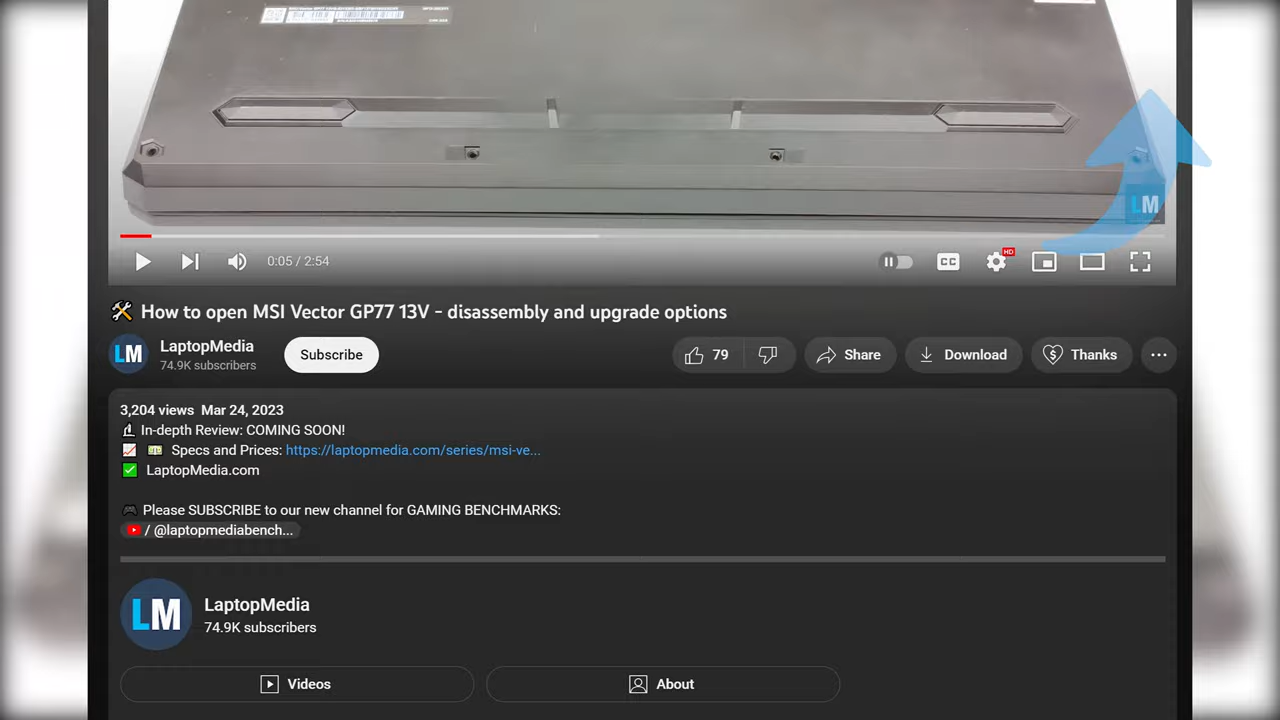 LM
0:05 / 2:54
CC
HD
🛠 How to open MSI Vector GP77 13V - disassembly and upgrade options
LM
LaptopMedia
74.9K subscribers
Subscribe
79
Share
Download
Thanks
3,204 views Mar 24, 2023
In-depth Review: COMING SOON!
Specs and Prices: https://laptopmedia.com/series/msi-ve...
LaptopMedia.com
Please SUBSCRIBE to our new channel for GAMING BENCHMARKS:
/ @laptopmediabench...
LM
LaptopMedia
74.9K subscribers
Videos
About